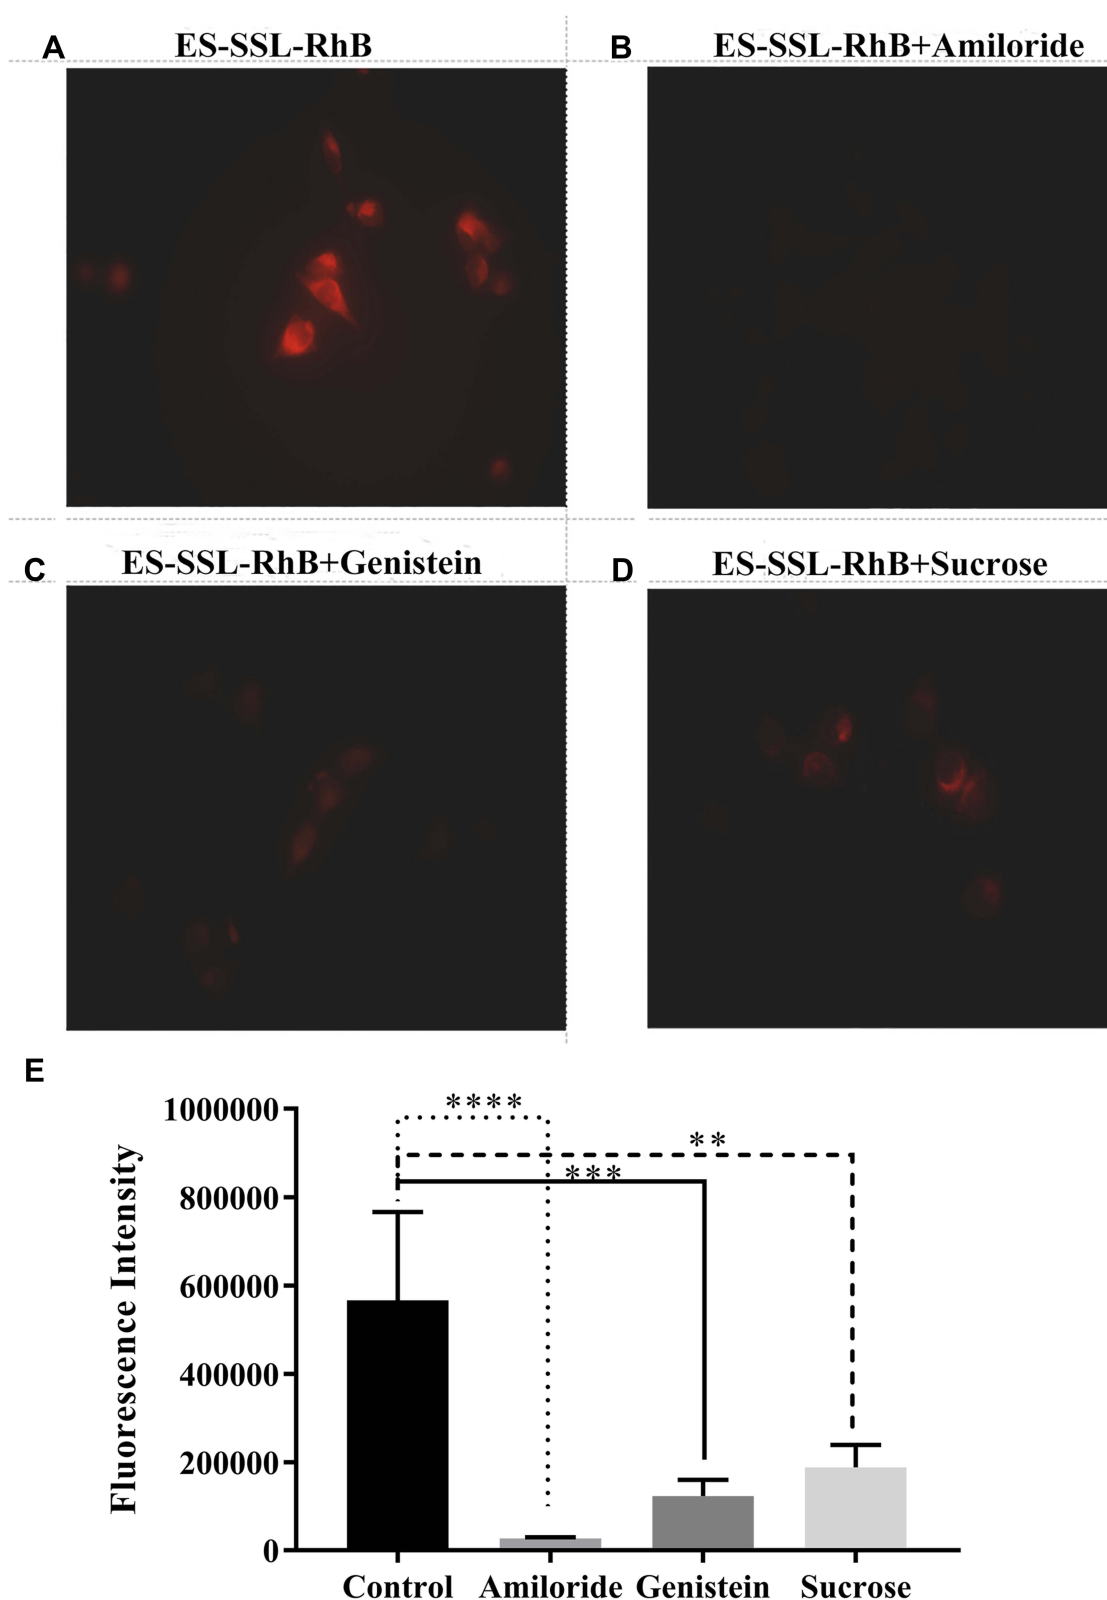 A ES-SSL-RhB
B ES-SSL-RhB+Amiloride
C ES-SSL-RhB+Genistein
D ES-SSL-RhB+Sucrose
E
Fluorescence Intensity
1000000
800000
600000
400000
200000
0
****
**
***
Control Amiloride Genistein Sucrose